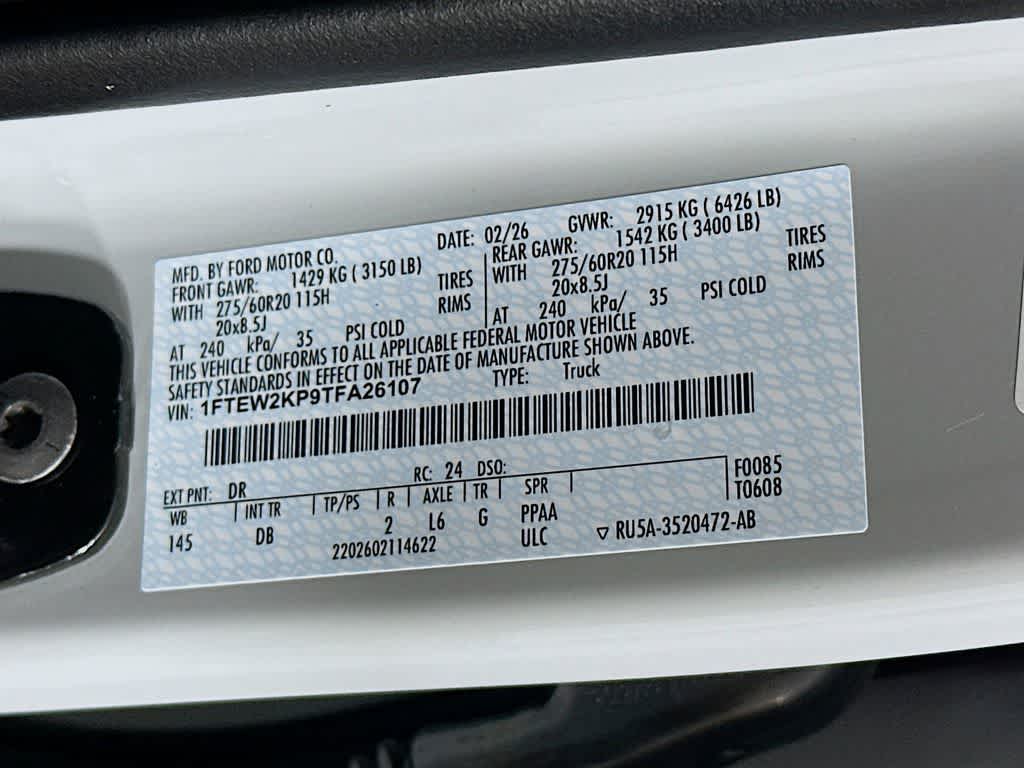 MFD. BY FORD MOTOR CO.
DATE: 02/26
GVWR: 2915 KG ( 6426 LB)
FRONT GAWR: 1429 KG ( 3150 LB)
REAR GAWR: 1542 KG ( 3400 LB)
WITH 275/60R20 115H TIRES
WITH 275/60R20 115H TIRES
20x8.5J RIMS
20x8.5J RIMS
AT 240 kPa/ 35 PSI COLD
AT 240 kPa/ 35 PSI COLD
THIS VEHICLE CONFORMS TO ALL APPLICABLE FEDERAL MOTOR VEHICLE
SAFETY STANDARDS IN EFFECT ON THE DATE OF MANUFACTURE SHOWN ABOVE.
VIN: 1FTEW2KP9TFA26107 TYPE: Truck
EXT PNT: DR RC: 24 DSO: F0085
WB INT TR TP/PS R AXLE TR SPR T0608
145 DB 2 L6 G PPAA
2202602114622 ULC RU5A-3520472-AB